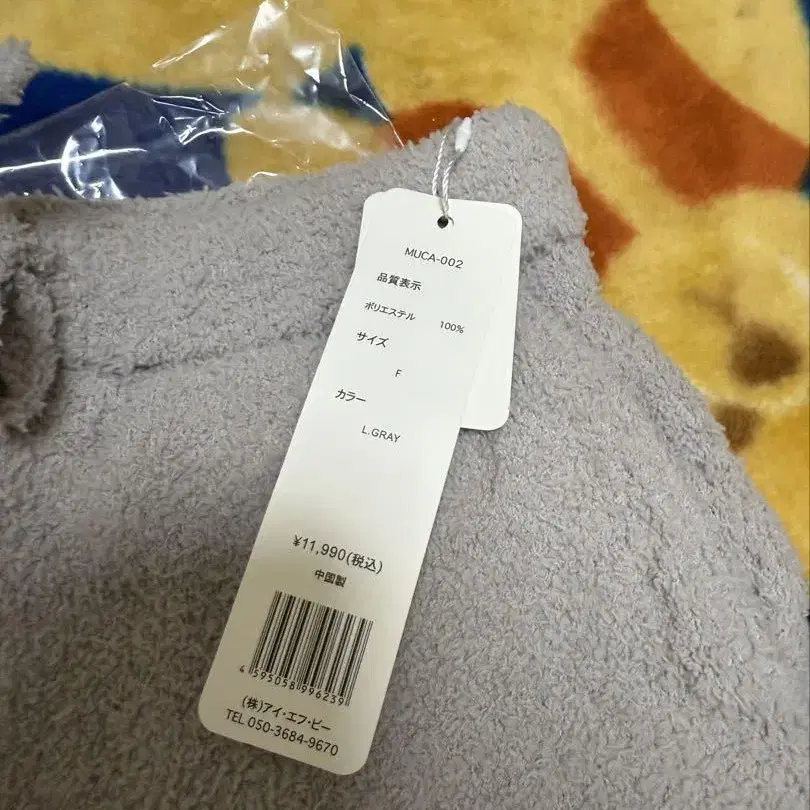 MUCA-002
品質表示
ポリエステル 100%
サイズ
F
カラー
L.GRAY
¥11,990(税込)
中国製
4595058996239
(株)アイ・エフ・ピー
TEL 050-3684-9670